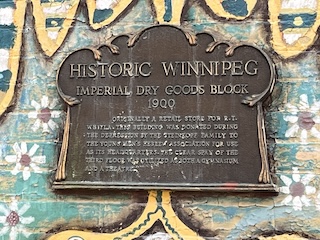 HISTORIC WINNIPEG
IMPERIAL DRY GOODS BLOCK
1900
ORIGINALLY A RETAIL STORE FOR R.T.
THIS BUILDING WAS DONATED DURING
THE DEPRESSION BY THE FAMILY TO
THE YOUNG MEN'S HEBREW ASSOCIATION FOR USE
AS ITS HEADQUARTERS. THE CLEAR SPAN OF THE
THIRD FLOOR WAS UTILIZED AS BOTH A GYMNASIUM
AND A THEATRE.